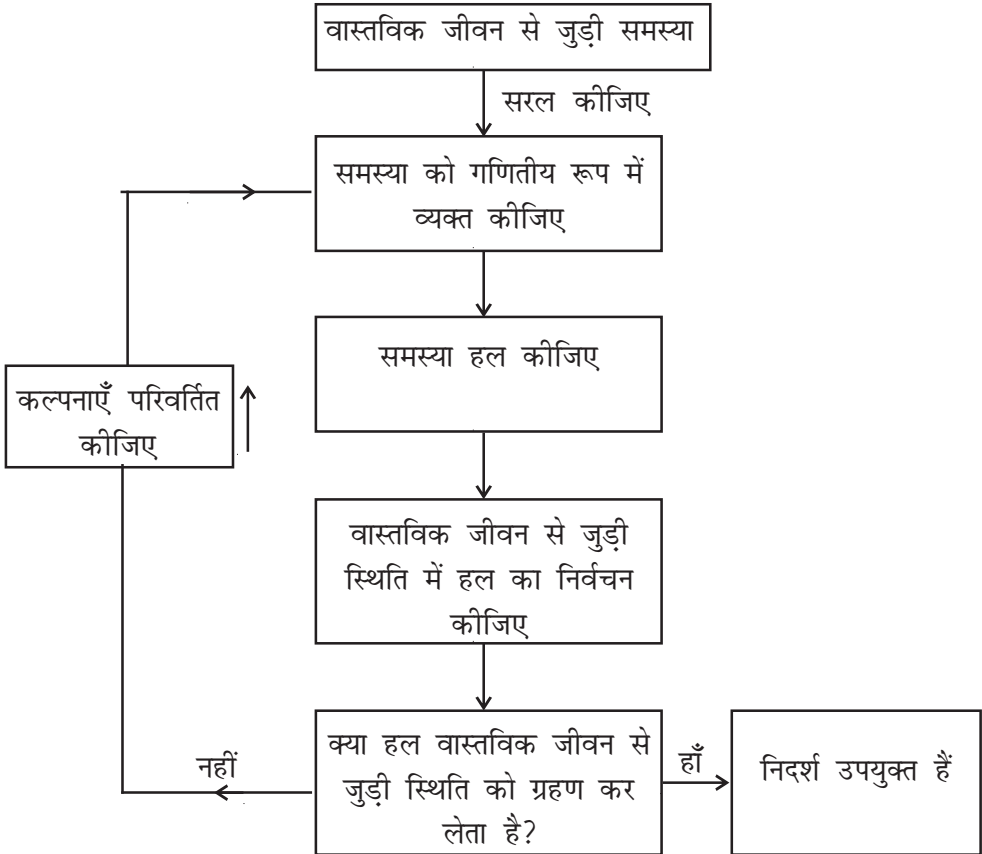 वास्तविक जीवन से जुड़ी समस्या
सरल कीजिए
समस्या को गणितीय रूप में
व्यक्त कीजिए
समस्या हल कीजिए
कल्पनाएँ परिवर्तित
कीजिए
वास्तविक जीवन से जुड़ी
स्थिति में हल का निर्वचन
कीजिए
क्या हल वास्तविक जीवन से
जुड़ी स्थिति को ग्रहण कर
लेता है?
नहीं
हाँ
निदर्श उपयुक्त हैं